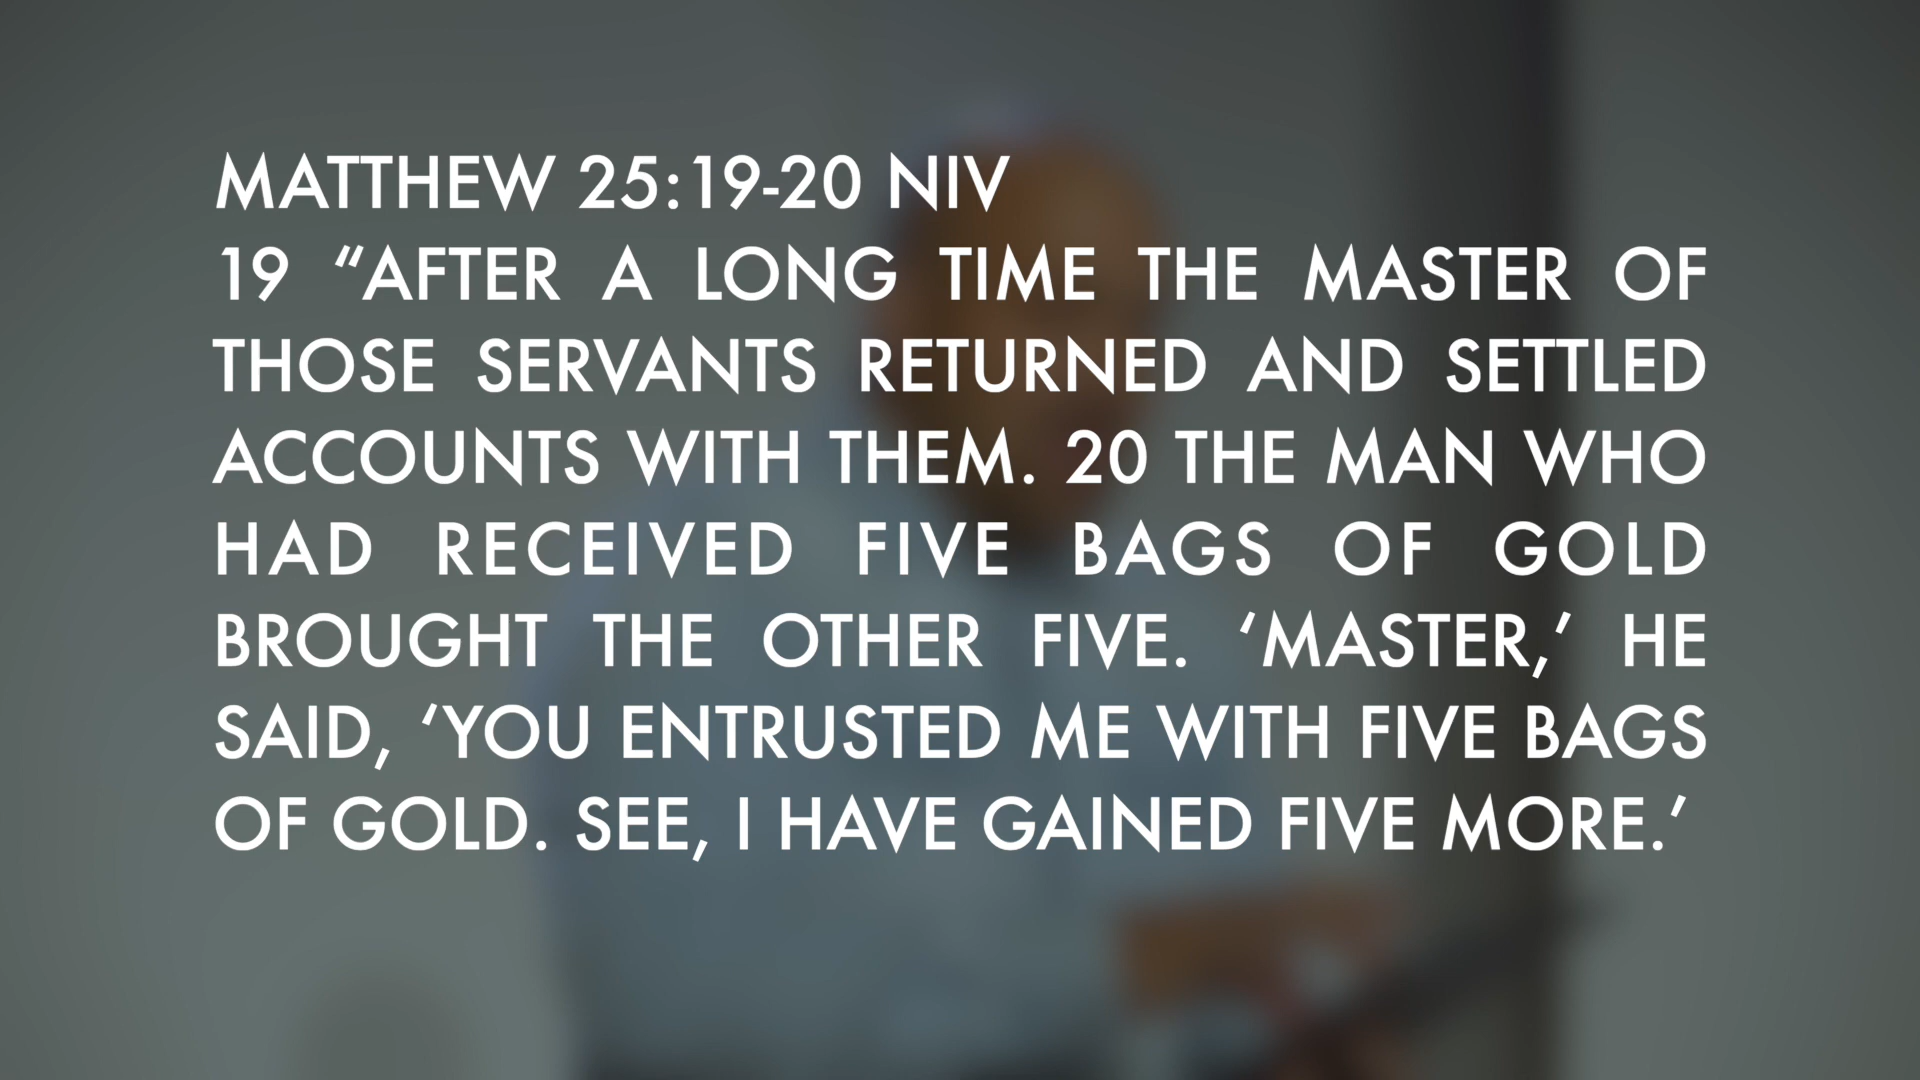 MATTHEW 25:19-20 NIV
19 “AFTER A LONG TIME THE MASTER OF
THOSE SERVANTS RETURNED AND SETTLED
ACCOUNTS WITH THEM. 20 THE MAN WHO
HAD RECEIVED FIVE BAGS OF GOLD
BROUGHT THE OTHER FIVE. ‘MASTER,’ HE
SAID, ‘YOU ENTRUSTED ME WITH FIVE BAGS
OF GOLD. SEE, I HAVE GAINED FIVE MORE.’